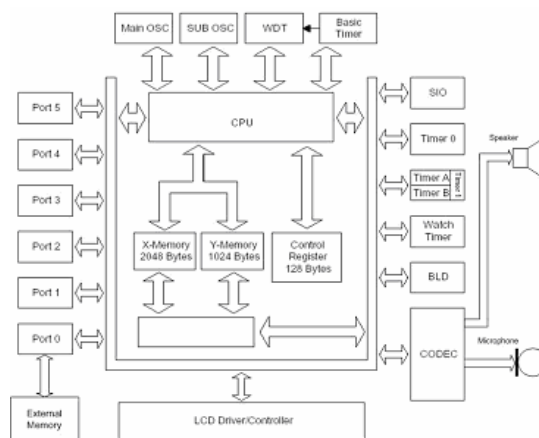 Main OSC
SUB OSC
WDT
Basic
Timer
Port 5
Port 4
Port 3
Port 2
Port 1
Port 0
External
Memory
CPU
X-Memory
2048 Bytes
Y-Memory
1024 Bytes
Control
Register
128 Bytes
LCD Driver/Controller
SIO
Timer 0
Timer A
Timer B
Timer 1
Watch
Timer
BLD
CODEC
Speaker
Microphone